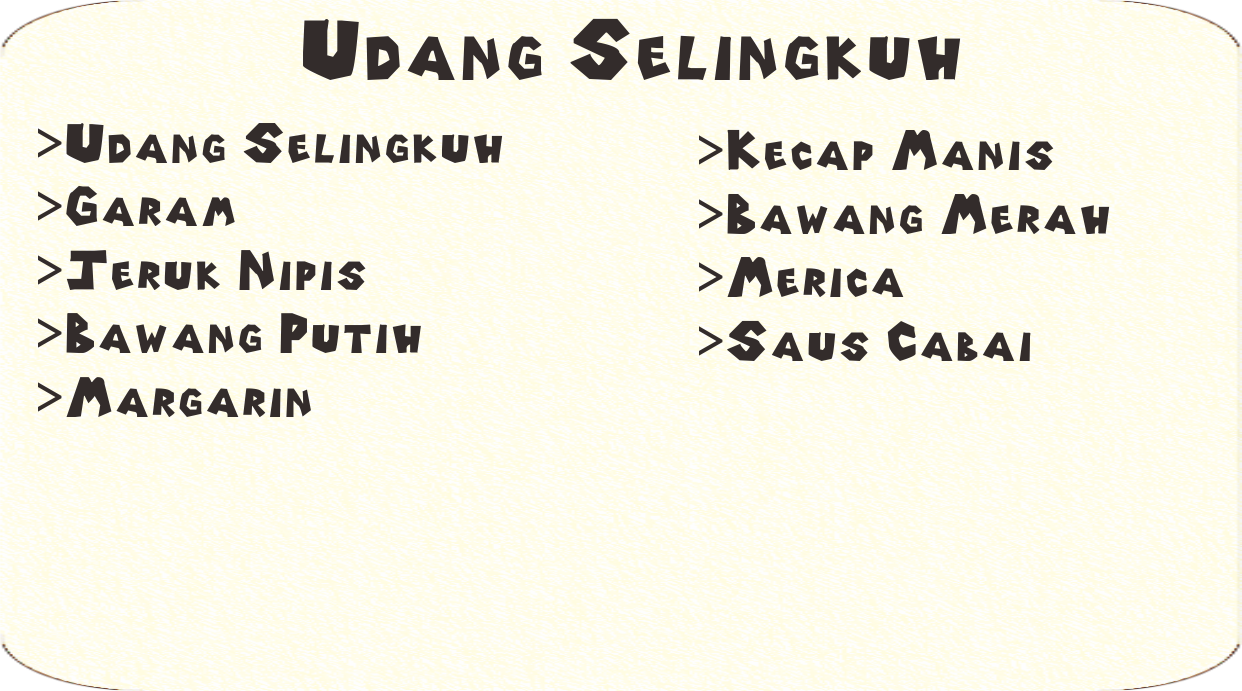 Udang Selingkuh
>Udang Selingkuh
>Garam
>Jeruk Nipis
>Bawang Putih
>Margarin
>Kecap Manis
>Bawang Merah
>Merica
>Saus Cabai